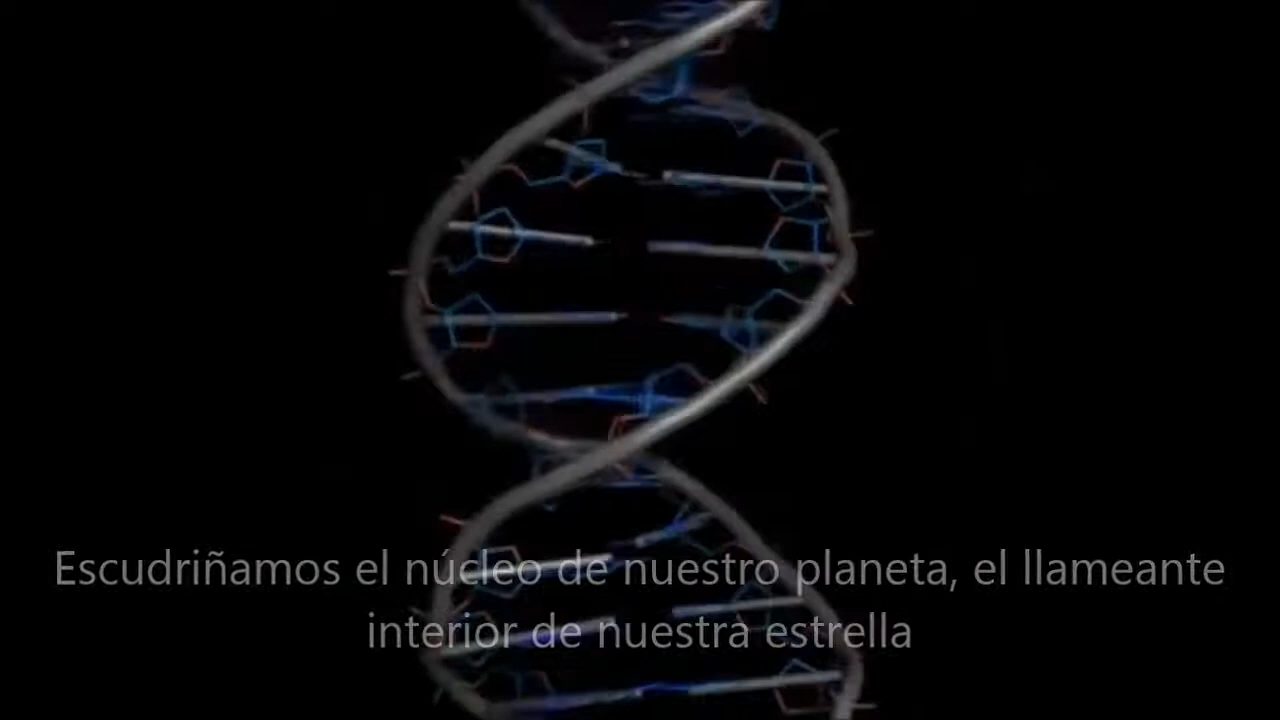 Escudriñamos el núcleo de nuestro planeta, el llameante
interior de nuestra estrella